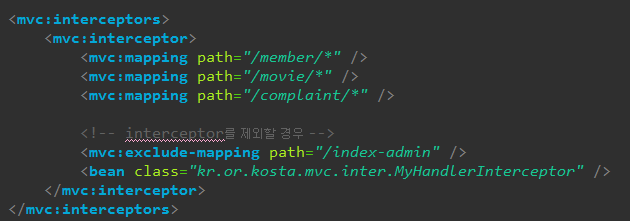 <mvc:interceptors>
<mvc:interceptor>
<mvc:mapping path="/member/*" />
<mvc:mapping path="/movie/*" />
<mvc:mapping path="/complaint/*" />
<!-- interceptor를 제외할 경우 -->
<mvc:exclude-mapping path="/index-admin" />
<bean class="kr.or.kosta.mvc.inter.MyHandlerInterceptor" />
</mvc:interceptor>
</mvc:interceptors>